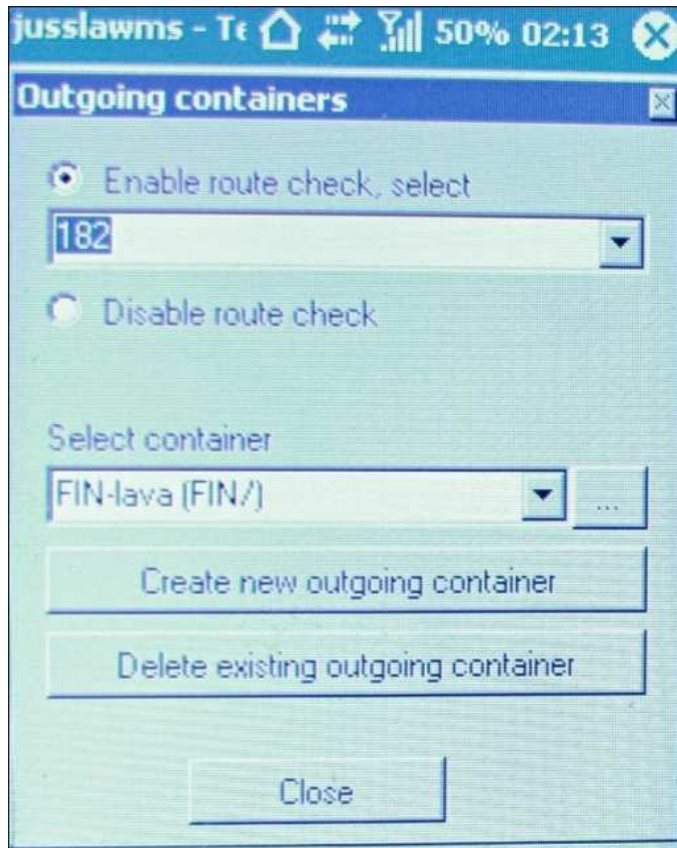 jusslawms - Te 50% 02:13
Outgoing containers
Enable route check, select
182
Disable route check
Select container
FIN-lava (FIN/)
...
Create new outgoing container
Delete existing outgoing container
Close